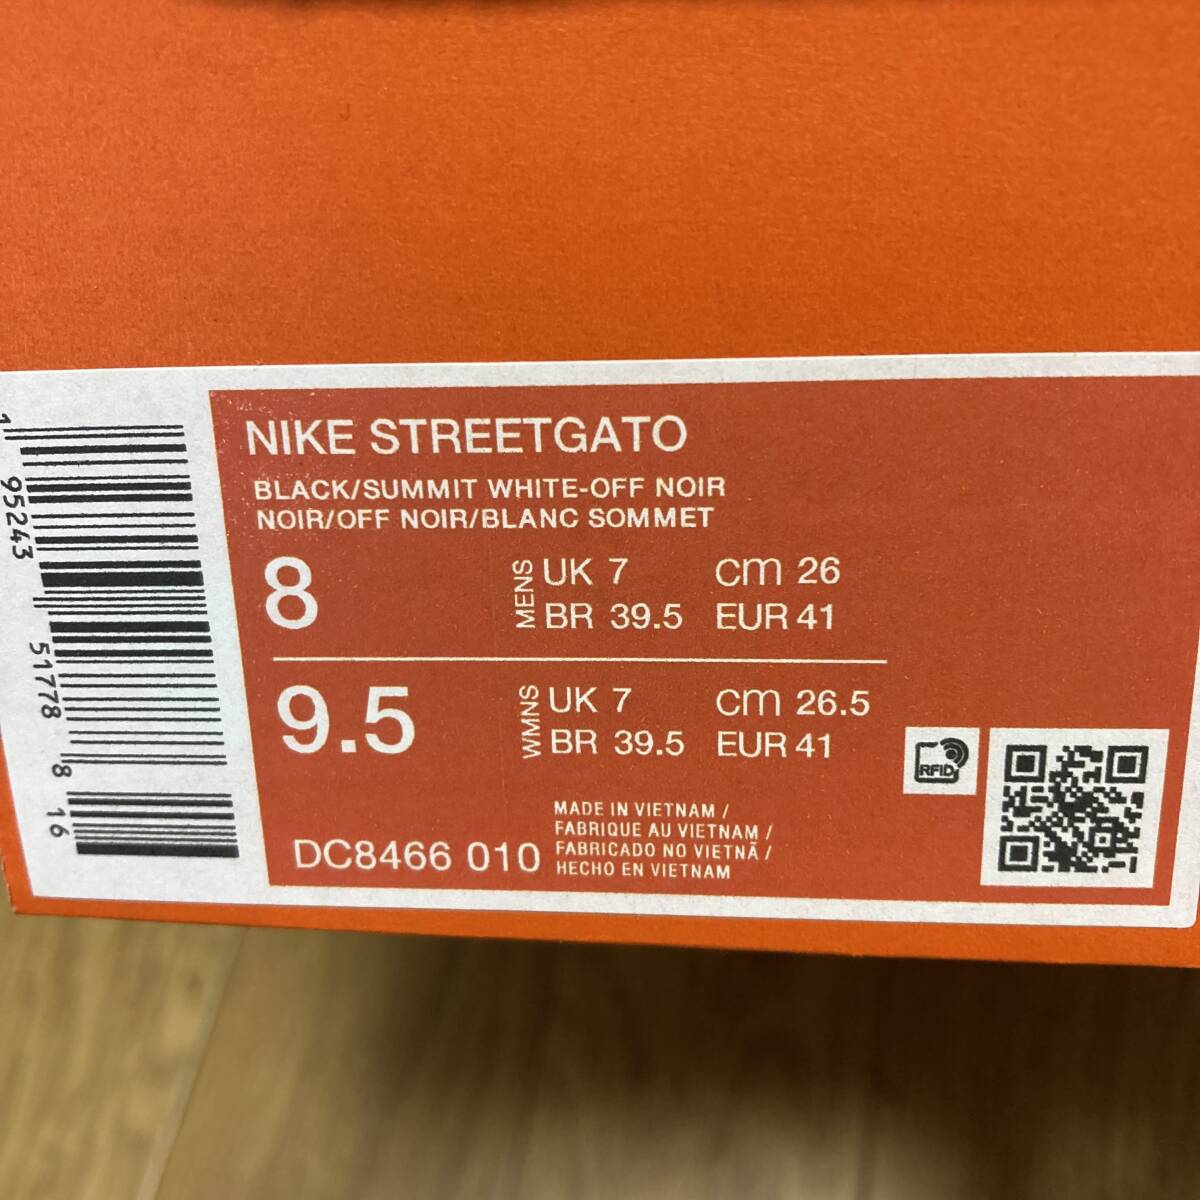 NIKE STREETGATO
BLACK/SUMMIT WHITE-OFF NOIR
NOIR/OFF NOIR/BLANC SOMMET
8
MENS
UK 7 cm 26
BR 39.5 EUR 41
9.5
WMNS
UK 7 cm 26.5
BR 39.5 EUR 41
DC8466 010
MADE IN VIETNAM /
FABRIQUE AU VIETNAM /
FABRICADO NO VIETNÃ /
HECHO EN VIETNAM
RFID
1 95243 51778 8 16